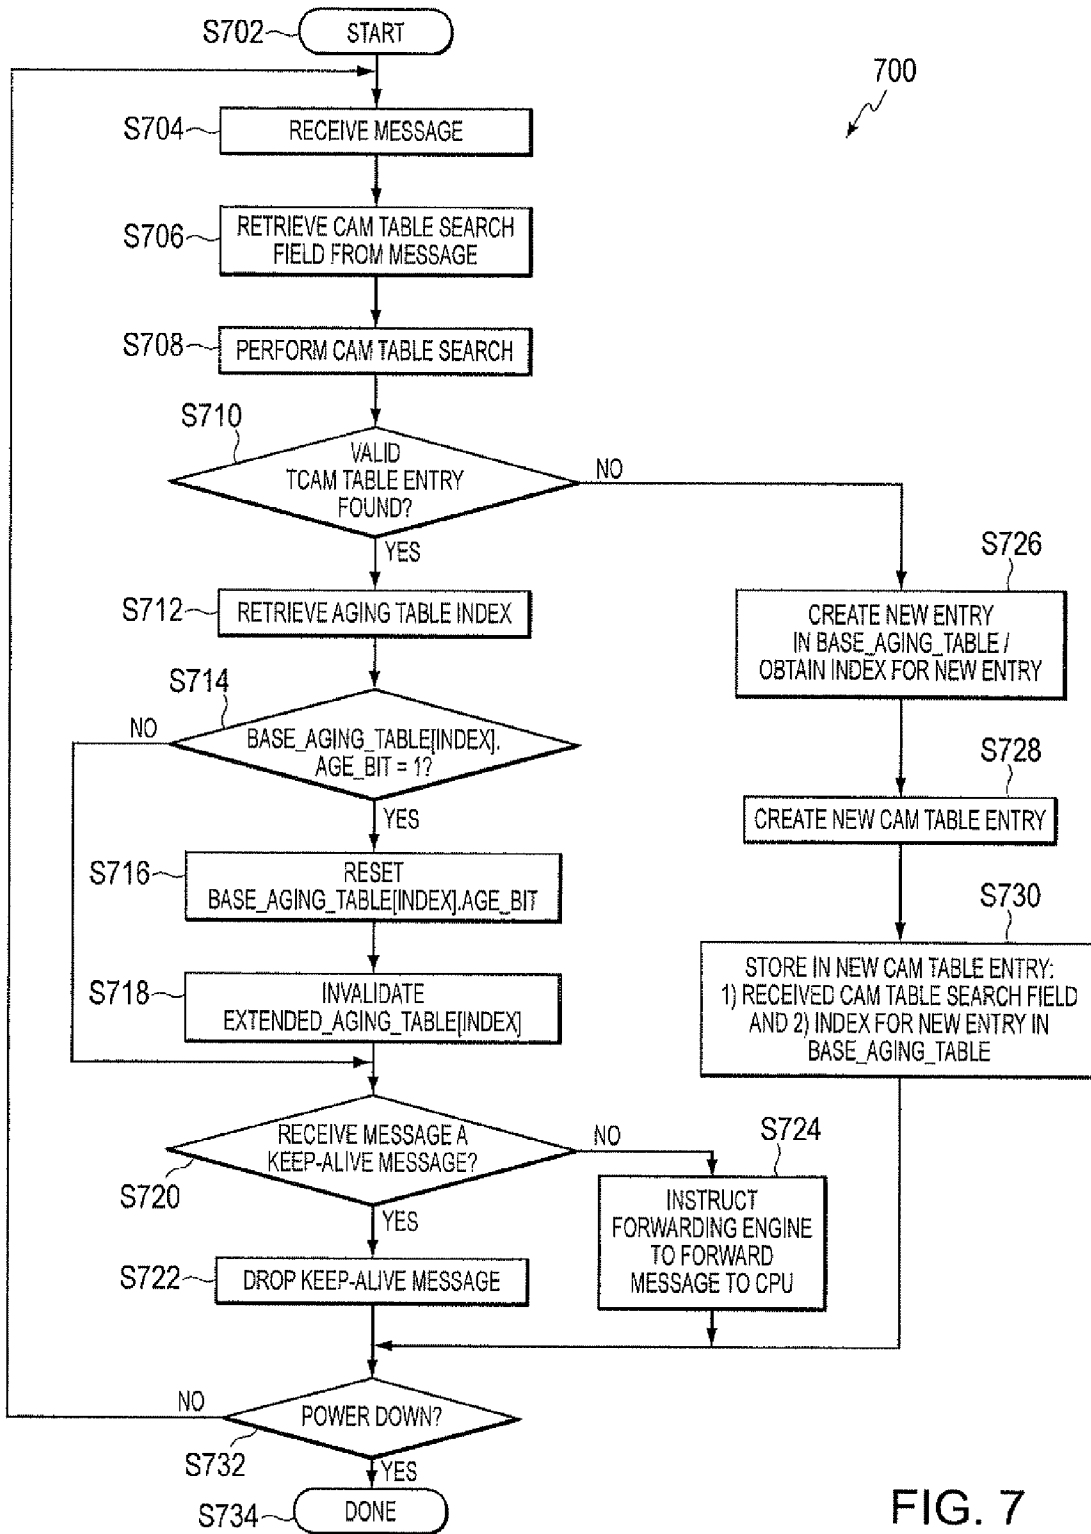 S702
START
700
S704
RECEIVE MESSAGE
S706
RETRIEVE CAM TABLE SEARCH
FIELD FROM MESSAGE
S708
PERFORM CAM TABLE SEARCH
S710
VALID
TCAM TABLE ENTRY
FOUND?
NO
YES
S712
RETRIEVE AGING TABLE INDEX
S714
NO
BASE_AGING_TABLE[INDEX].
AGE_BIT = 1?
YES
S716
RESET
BASE_AGING_TABLE[INDEX].AGE_BIT
S718
INVALIDATE
EXTENDED_AGING_TABLE[INDEX]
S720
RECEIVE MESSAGE A
KEEP-ALIVE MESSAGE?
NO
YES
S722
DROP KEEP-ALIVE MESSAGE
S724
INSTRUCT
FORWARDING ENGINE
TO FORWARD
MESSAGE TO CPU
S726
CREATE NEW ENTRY
IN BASE_AGING_TABLE /
OBTAIN INDEX FOR NEW ENTRY
S728
CREATE NEW CAM TABLE ENTRY
S730
STORE IN NEW CAM TABLE ENTRY:
1) RECEIVED CAM TABLE SEARCH FIELD
AND 2) INDEX FOR NEW ENTRY IN
BASE_AGING_TABLE
NO
POWER DOWN?
S732
YES
S734
DONE
FIG. 7